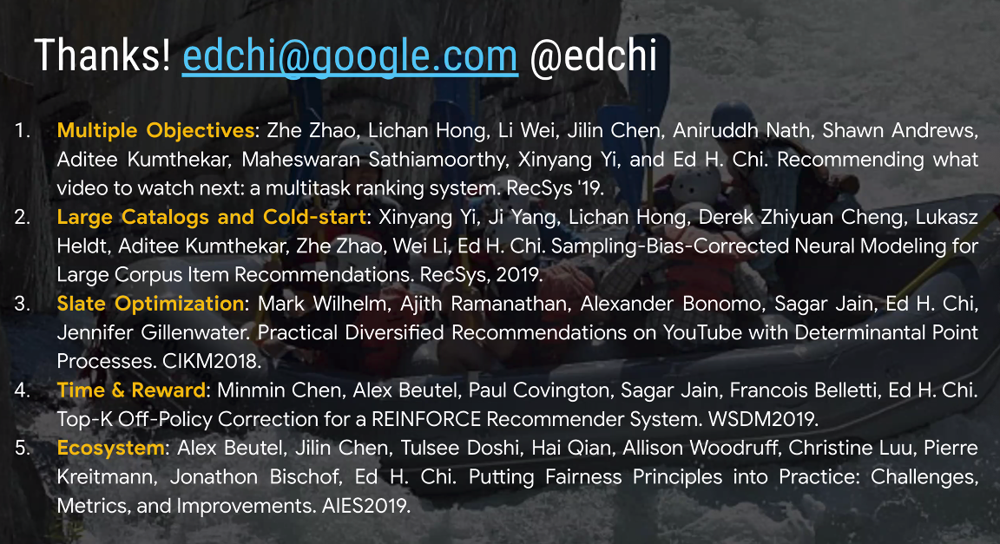 Thanks! edchi@google.com @edchi
1. Multiple Objectives: Zhe Zhao, Lichan Hong, Li Wei, Jilin Chen, Aniruddh Nath, Shawn Andrews,
Aditee Kumthekar, Maheswaran Sathiamoorthy, Xinyang Yi, and Ed H. Chi. Recommending what
video to watch next: a multitask ranking system. RecSys '19.
2. Large Catalogs and Cold-start: Xinyang Yi, Ji Yang, Lichan Hong, Derek Zhiyuan Cheng, Lukasz
Heldt, Aditee Kumthekar, Zhe Zhao, Wei Li, Ed H. Chi. Sampling-Bias-Corrected Neural Modeling for
Large Corpus Item Recommendations. RecSys, 2019.
3. Slate Optimization: Mark Wilhelm, Ajith Ramanathan, Alexander Bonomo, Sagar Jain, Ed H. Chi,
Jennifer Gillenwater. Practical Diversified Recommendations on YouTube with Determinantal Point
Processes. CIKM2018.
4. Time & Reward: Minmin Chen, Alex Beutel, Paul Covington, Sagar Jain, Francois Belletti, Ed H. Chi.
Top-K Off-Policy Correction for a REINFORCE Recommender System. WSDM2019.
5. Ecosystem: Alex Beutel, Jilin Chen, Tulsee Doshi, Hai Qian, Allison Woodruff, Christine Luu, Pierre
Kreitmann, Jonathon Bischof, Ed H. Chi. Putting Fairness Principles into Practice: Challenges,
Metrics, and Improvements. AIES2019.